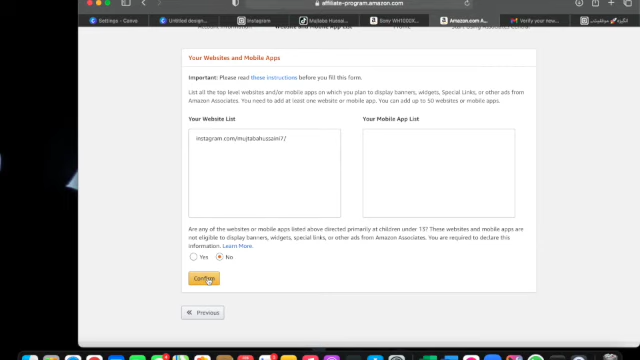 affiliate-program.amazon.com
Settings - Canva
Untitled design...
Instagram
Mujtaba Hussai...
Amazon.com A...
Verify your new...
Your Websites and Mobile Apps
Important: Please read these instructions before you fill this form.
List all the top level websites and/or mobile apps on which you plan to display banners, widgets, Special Links, or other ads from
Amazon Associates. You need to add at least one website or mobile app. You can add up to 50 websites or mobile apps.
Your Website List
Your Mobile App List
instagram.com/mujtabahussaini7/
Are any of the websites or mobile apps listed above directed primarily at children under 13? These websites and mobile apps are
not eligible to display banners, widgets, special links, or other ads from Amazon Associates. You are required to declare this
information. Learn More.
Yes
No
Confirm
Previous